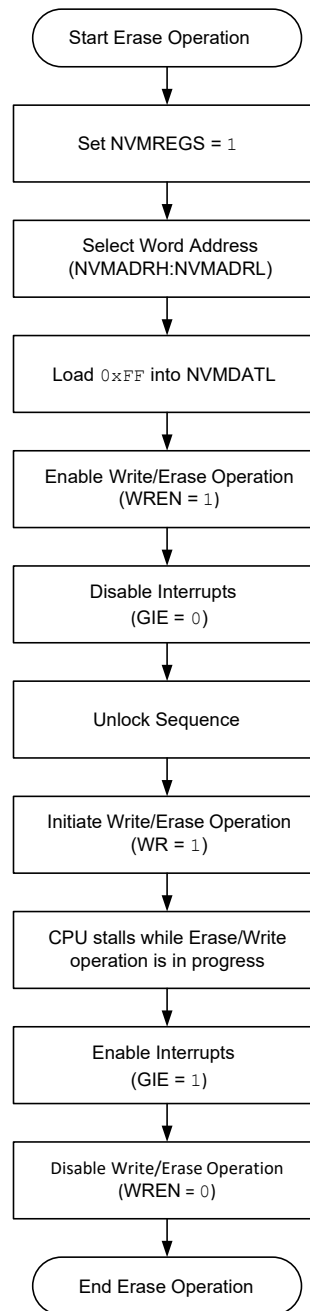 Start Erase Operation
Set NVMREGS = 1
Select Word Address
(NVMADRH:NVMADRL)
Load 0xFF into NVMDATL
Enable Write/Erase Operation
(WREN = 1)
Disable Interrupts
(GIE = 0)
Unlock Sequence
Initiate Write/Erase Operation
(WR = 1)
CPU stalls while Erase/Write
operation is in progress
Enable Interrupts
(GIE = 1)
Disable Write/Erase Operation
(WREN = 0)
End Erase Operation